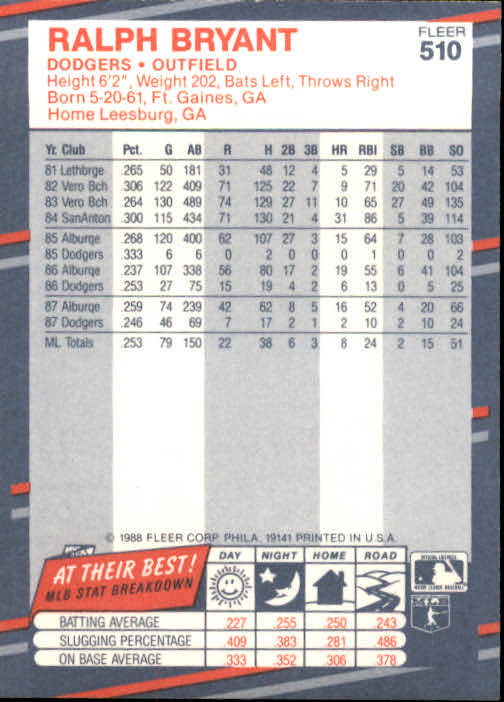 RALPH BRYANT
FLEER
510
DODGERS • OUTFIELD
Height 6'2", Weight 202, Bats Left, Throws Right
Born 5-20-61, Ft. Gaines, GA
Home Leesburg, GA
Yr. Club Pct. G AB R H 2B 3B HR RBI SB BB SO
81 Lethbrge .265 50 181 31 48 12 4 5 29 5 14 53
82 Vero Bch .306 122 409 71 125 22 7 9 71 20 42 104
83 Vero Bch .264 130 489 74 129 27 11 10 65 27 49 135
84 SanAnton .300 115 434 71 130 21 4 31 86 5 39 114
85 Alburqe .268 120 400 62 107 27 3 15 64 7 28 103
85 Dodgers .333 6 6 0 2 0 0 0 1 0 0 2
86 Alburqe .237 107 338 56 80 17 2 19 55 6 41 104
86 Dodgers .253 27 75 15 19 4 2 6 13 0 5 25
87 Alburqe .259 74 239 42 62 8 5 16 52 4 20 66
87 Dodgers .246 46 69 7 17 2 1 2 10 2 10 24
ML Totals .253 79 150 22 38 6 3 8 24 2 15 51
© 1988 FLEER CORP. PHILA. 19141 PRINTED IN U.S.A.
AT THEIR BEST!
MLB STAT BREAKDOWN
DAY NIGHT HOME ROAD
BATTING AVERAGE .227 .255 .250 .243
SLUGGING PERCENTAGE .409 .383 .281 .486
ON BASE AVERAGE .333 .352 .306 .378
OFFICIAL LICENSEE
MAJOR LEAGUE BASEBALL